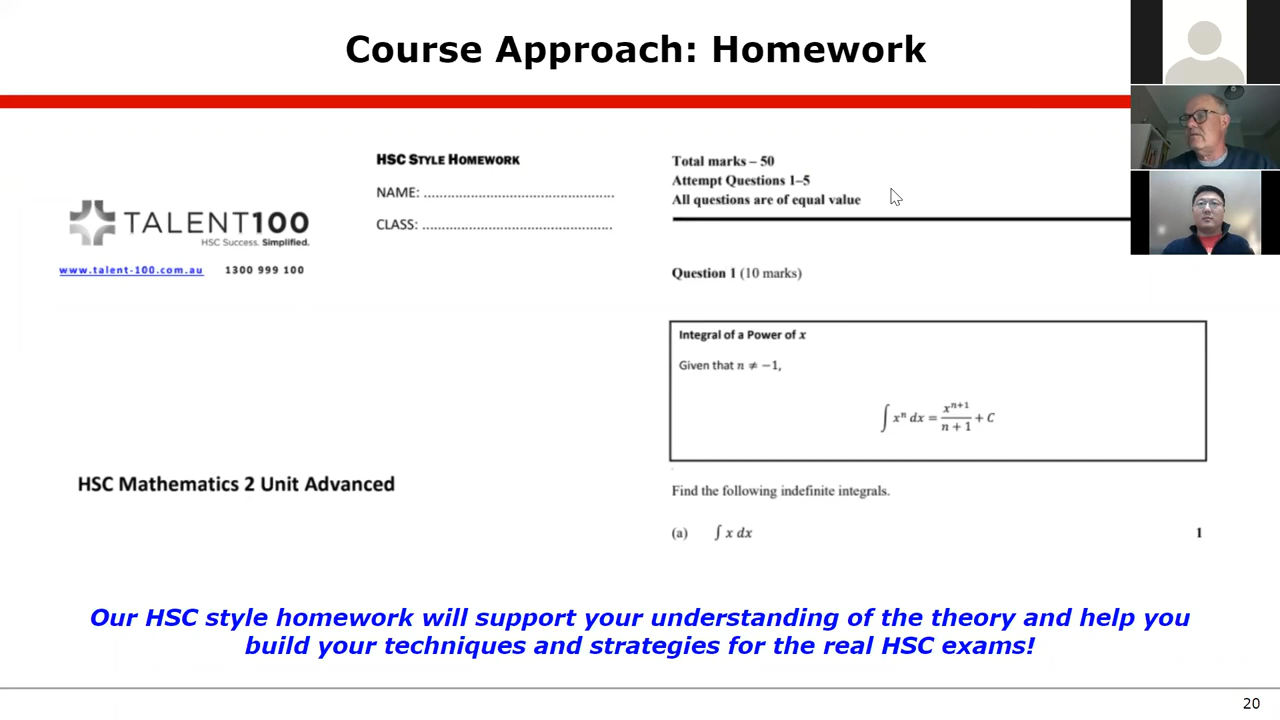 Course Approach: Homework
HSC STYLE HOMEWORK
NAME: ................................................
CLASS: ................................................
TALENT100
HSC Success. Simplified.
www.talent-100.com.au 1300 999 100
HSC Mathematics 2 Unit Advanced
Total marks – 50
Attempt Questions 1–5
All questions are of equal value
Question 1 (10 marks)
Integral of a Power of x
Given that n ≠ −1,
∫ xⁿ dx = xⁿ⁺¹/(n + 1) + C
Find the following indefinite integrals.
(a) ∫ x dx 1
Our HSC style homework will support your understanding of the theory and help you
build your techniques and strategies for the real HSC exams!
20